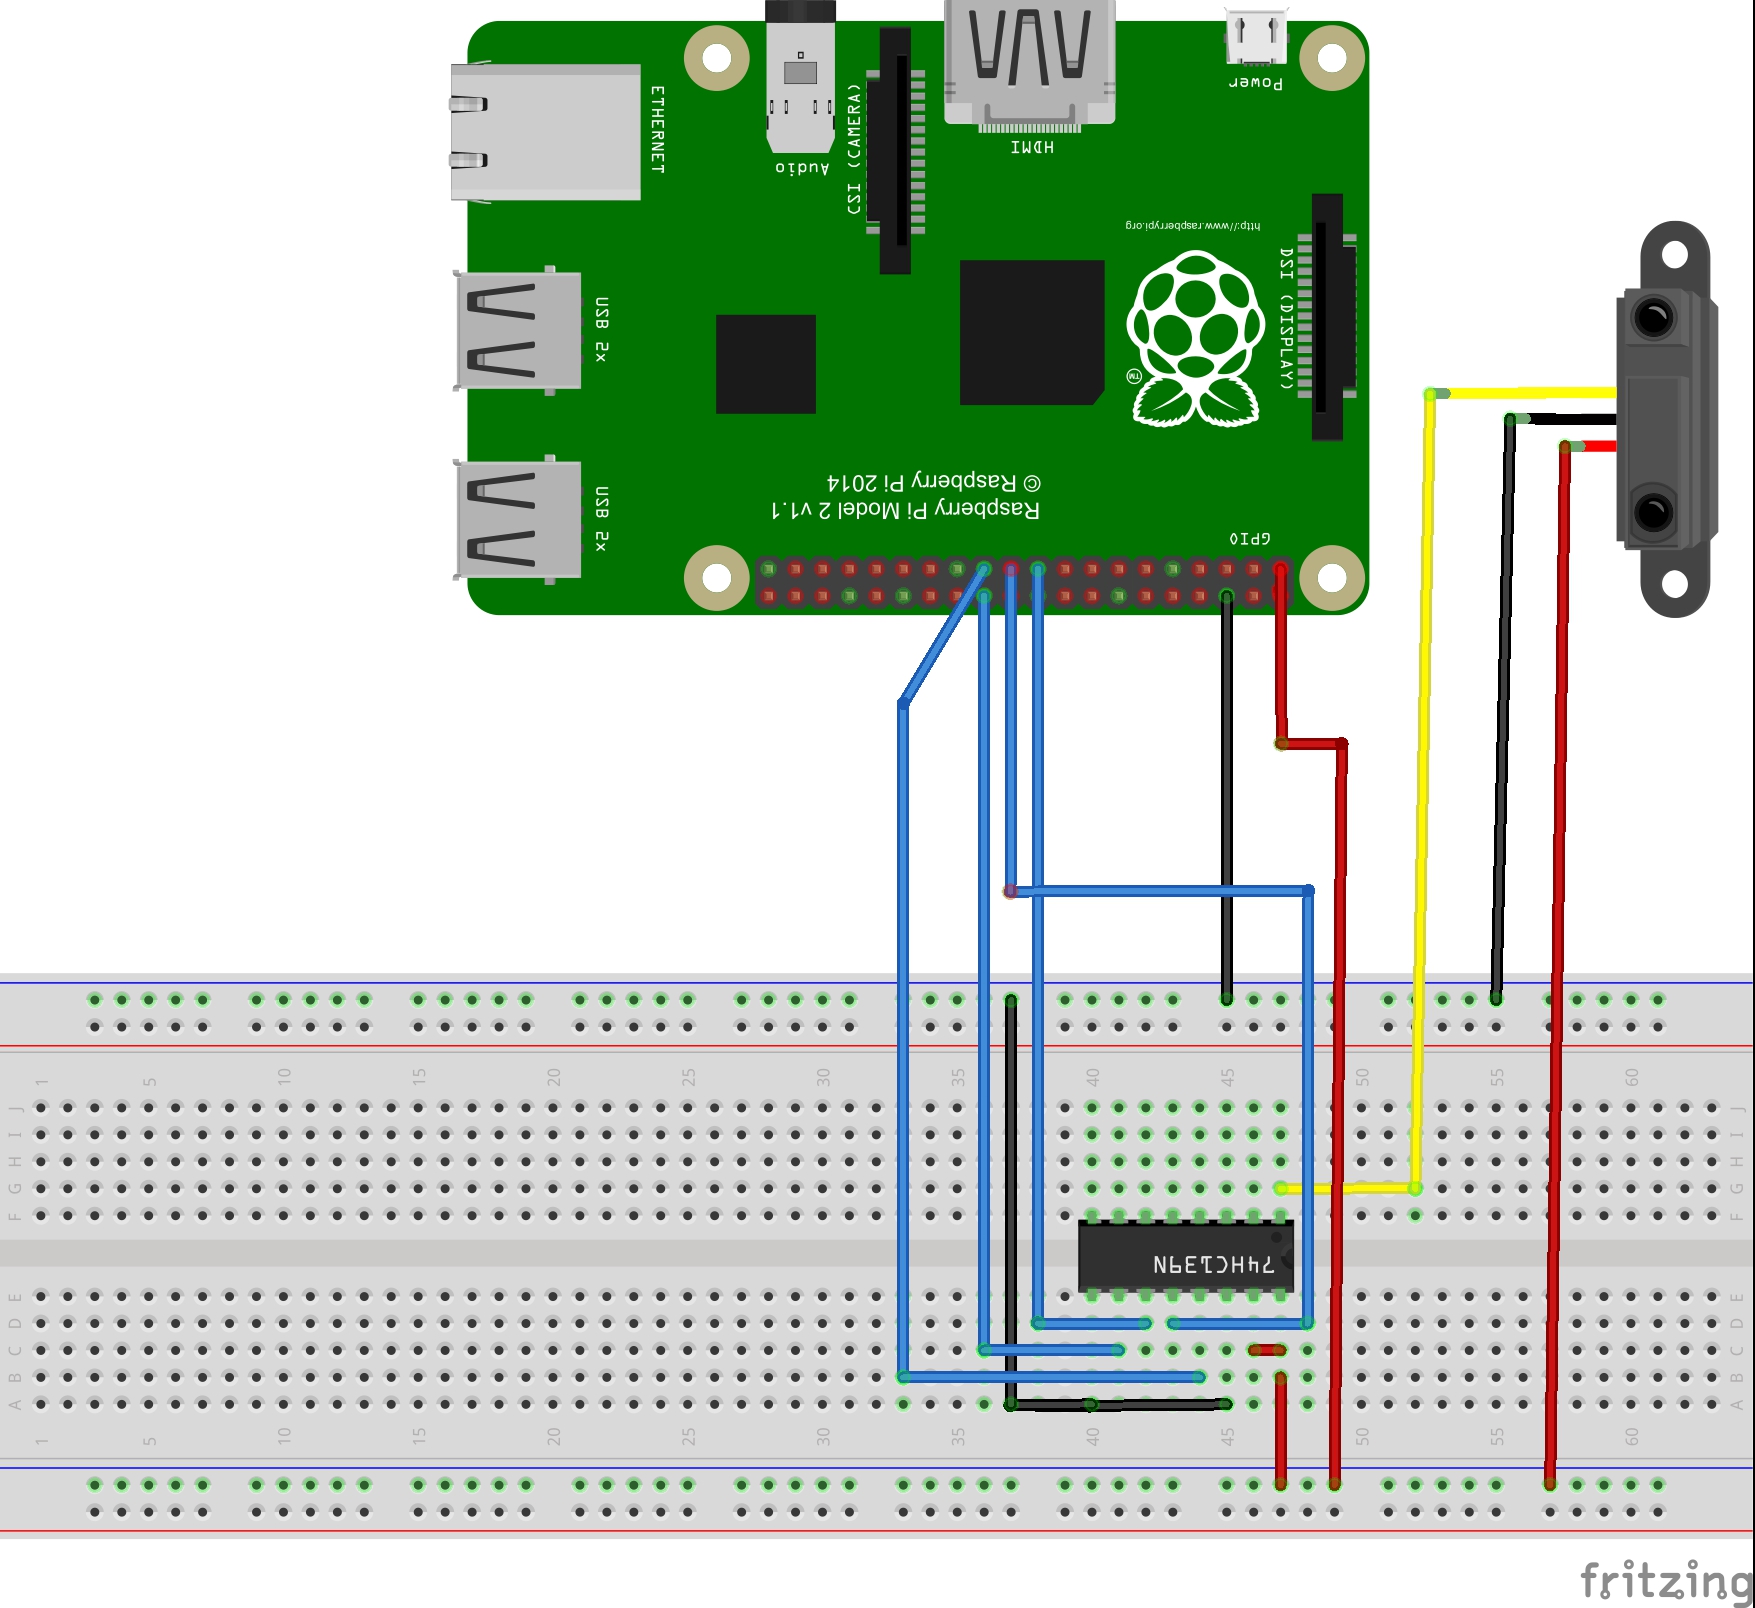 ETHERNET
Audio
CSI (CAMERA)
HDMI
Power
http://www.raspberrypi.org
DSI (DISPLAY)
TM
USB 2x
USB 2x
© Raspberry Pi 2014
Raspberry Pi Model 2 v1.1
GPIO
1 5 10 15 20 25 30 35 40 45 50 55 60
J J
I I
H H
G G
F F
74HC139N
E E
D D
C C
B B
A A
1 5 10 15 20 25 30 35 40 45 50 55 60
fritzing